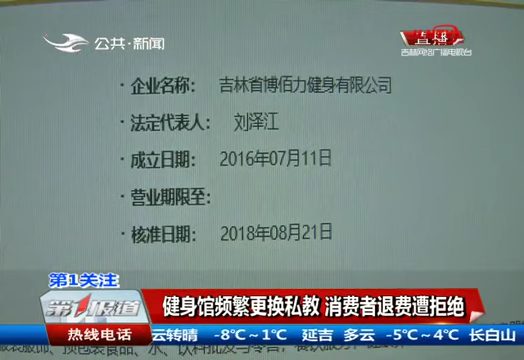 公共·新闻
直播
吉林网络广播电视台
· 企业名称： 吉林省博佰力健身有限公司
· 法定代表人： 刘泽江
· 成立日期： 2016年07月11日
· 营业期限至：
· 核准日期： 2018年08月21日
第1关注
第1报道
健身馆频繁更换私教 消费者退费遭拒绝
热线电话
云转晴 -8℃~1℃ 延吉 多云 -5℃~4℃ 长白山